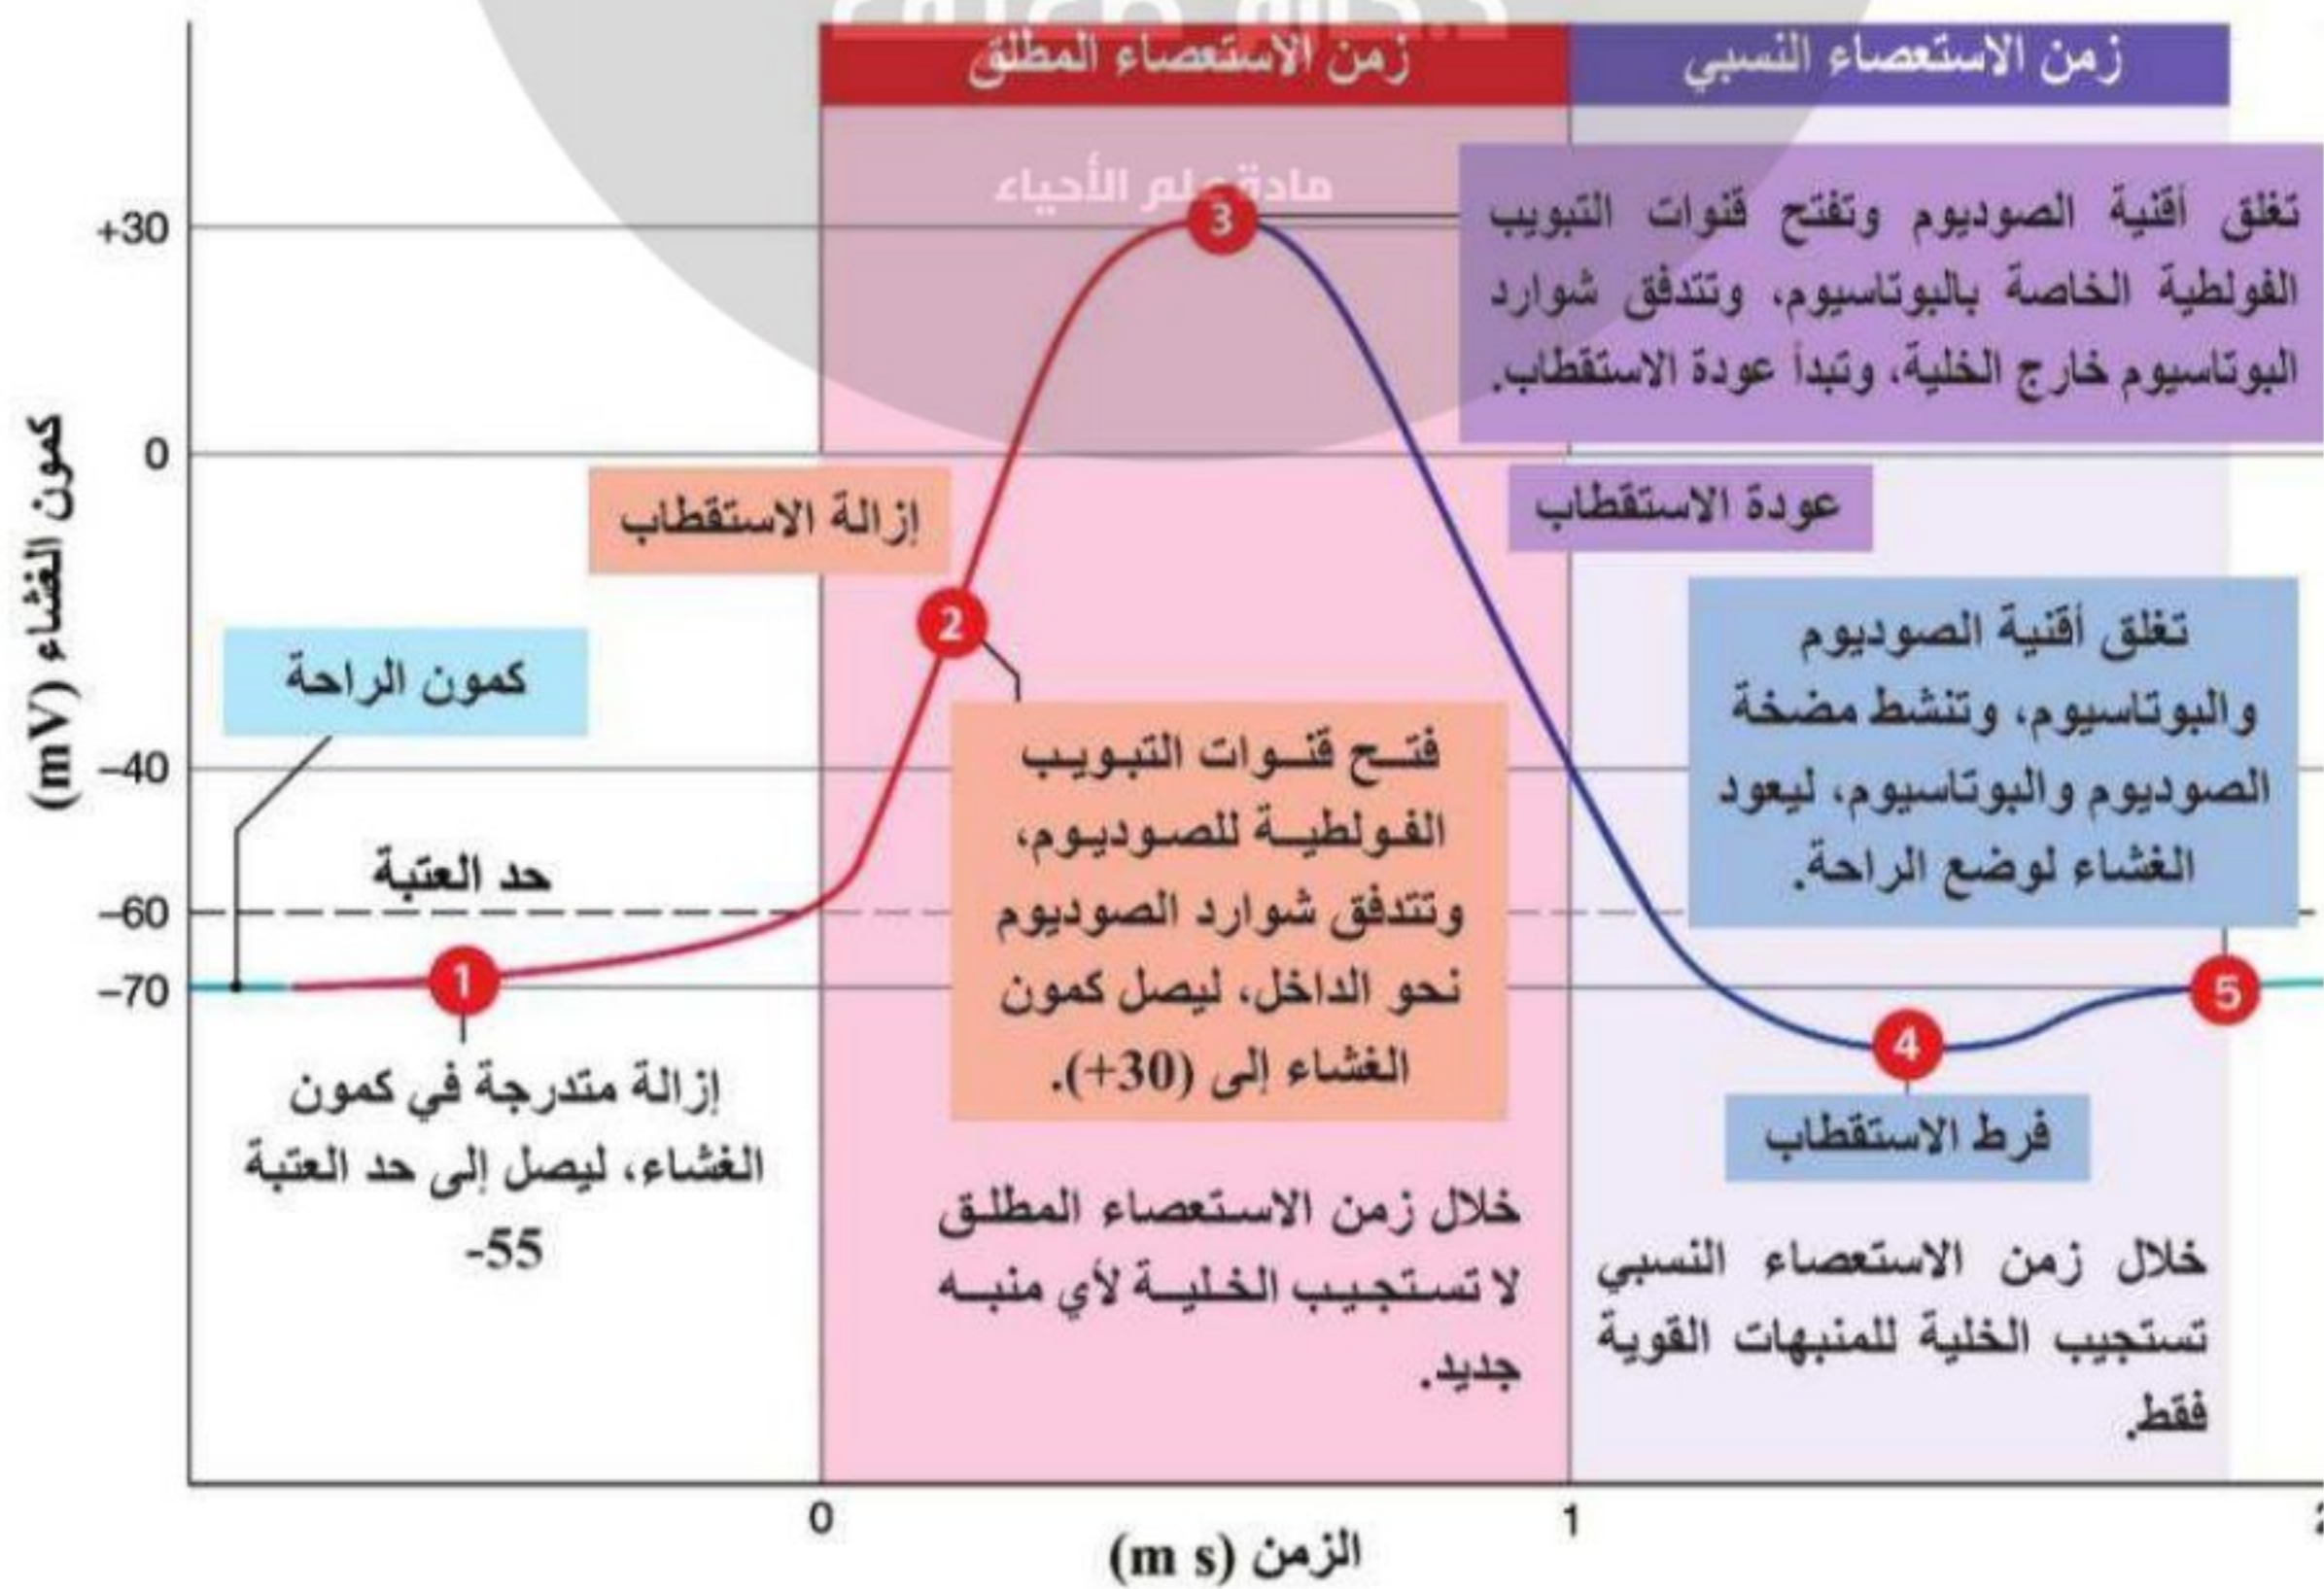 زمن الاستعصاء المطلق
زمن الاستعصاء النسبي
مادة علم الأحياء
كمون الغشاء (mV)
+30
0
–40
–60
–70
3
تغلق أقنية الصوديوم وتفتح قنوات التبويب
الفولطية الخاصة بالبوتاسيوم، وتتدفق شوارد
البوتاسيوم خارج الخلية، وتبدأ عودة الاستقطاب.
إزالة الاستقطاب
عودة الاستقطاب
2
كمون الراحة
تغلق أقنية الصوديوم
والبوتاسيوم، وتنشط مضخة
الصوديوم والبوتاسيوم، ليعود
الغشاء لوضع الراحة.
فتح قنوات التبويب
الفولطية للصوديوم،
وتتدفق شوارد الصوديوم
نحو الداخل، ليصل كمون
الغشاء إلى (30+).
حد العتبة
1
5
4
إزالة متدرجة في كمون
الغشاء، ليصل إلى حد العتبة
-55
فرط الاستقطاب
خلال زمن الاستعصاء المطلق
لا تستجيب الخلية لأي منبه
جديد.
خلال زمن الاستعصاء النسبي
تستجيب الخلية للمنبهات القوية
فقط.
0
1
الزمن (m s)